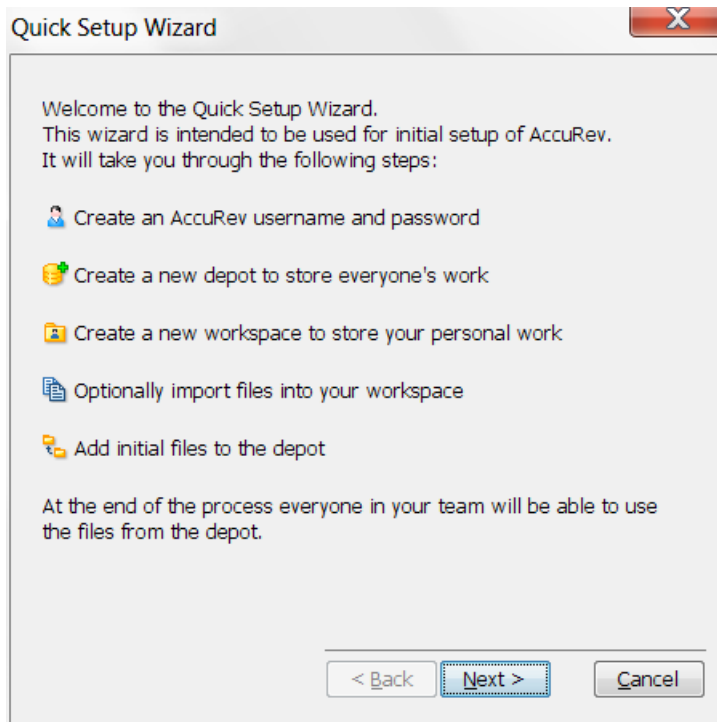 Quick Setup Wizard
Welcome to the Quick Setup Wizard.
This wizard is intended to be used for initial setup of AccuRev.
It will take you through the following steps:
Create an AccuRev username and password
Create a new depot to store everyone's work
Create a new workspace to store your personal work
Optionally import files into your workspace
Add initial files to the depot
At the end of the process everyone in your team will be able to use
the files from the depot.
< Back Next > Cancel